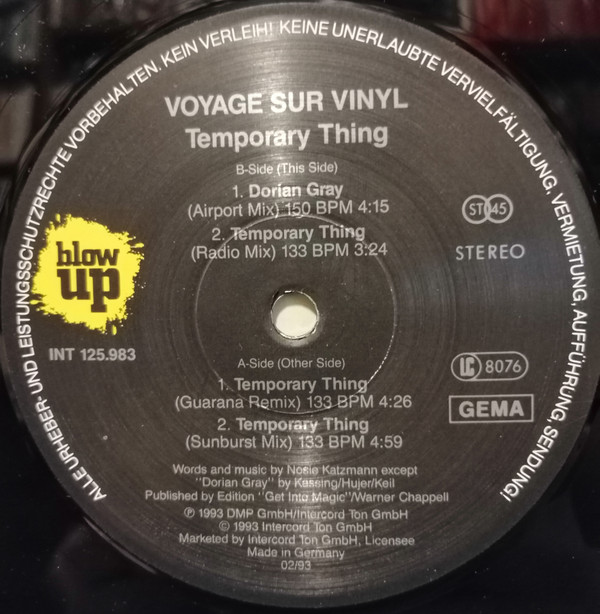 ALLE URHEBER- UND LEISTUNGSSCHUTZRECHTE VORBEHALTEN. KEIN VERLEIH! KEINE UNERLAUBTE VERVIELFÄLTIGUNG, VERMIETUNG, AUFFÜHRUNG, SENDUNG!
VOYAGE SUR VINYL
Temporary Thing
B-Side (This Side)
1. Dorian Gray
(Airport Mix) 150 BPM 4:15
2. Temporary Thing
(Radio Mix) 133 BPM 3:24
ST 45
STEREO
blow
up
INT 125.983
A-Side (Other Side)
1. Temporary Thing
(Guarana Remix) 133 BPM 4:26
2. Temporary Thing
(Sunburst Mix) 133 BPM 4:59
LC 8076
GEMA
Words and music by Nosie Katzmann except
"Dorian Gray" by Kessing/Hujer/Keil
Published by Edition "Get Into Magic"/Warner Chappell
℗ 1993 DMP GmbH/Intercord Ton GmbH
© 1993 Intercord Ton GmbH
Marketed by Intercord Ton GmbH, Licensee
Made in Germany
02/93